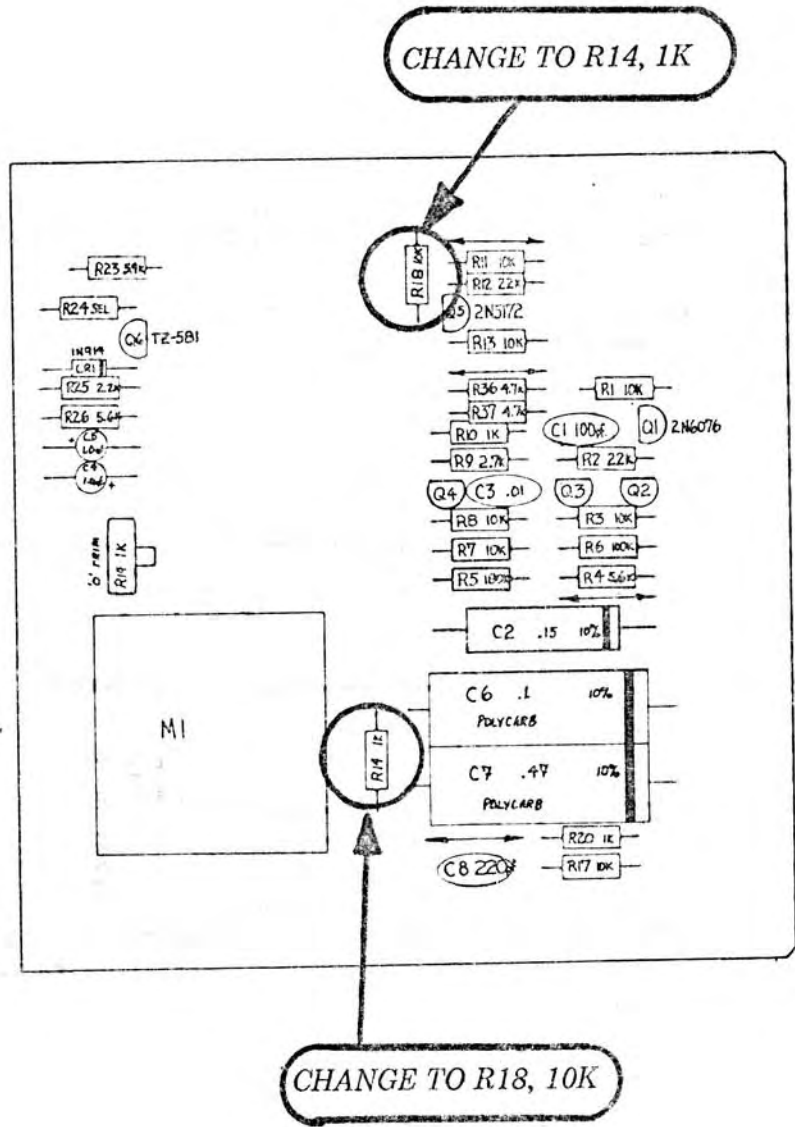 CHANGE TO R14, 1K
R18 10K
R11 10K
R12 22K
Q5 2N5172
R13 10K
R23 54K
R24 SEL
Q6 TZ-581
1N914
CR1
R25 2.2K
R26 5.6K
+
C4
+
R36 4.7K
R37 4.7K
R1 10K
R10 1K
C1 100pf
Q1 2N6076
R9 2.7K
R2 22K
Q4
C3 .01
Q3
Q2
R8 10K
R3 10K
R7 10K
R6 100K
R5 100K
R4 5.6K
R19 1K
C2 .15 10%
M1
C6 .1 10%
POLYCARB
R14 1K
C7 .47 10%
POLYCARB
R20 1K
C8 220pf
R17 10K
CHANGE TO R18, 10K